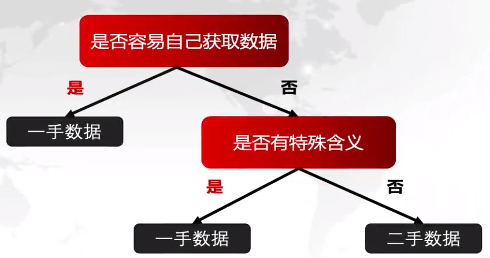 是否容易自己获取数据
是
否
一手数据
是否有特殊含义
是
否
一手数据
二手数据